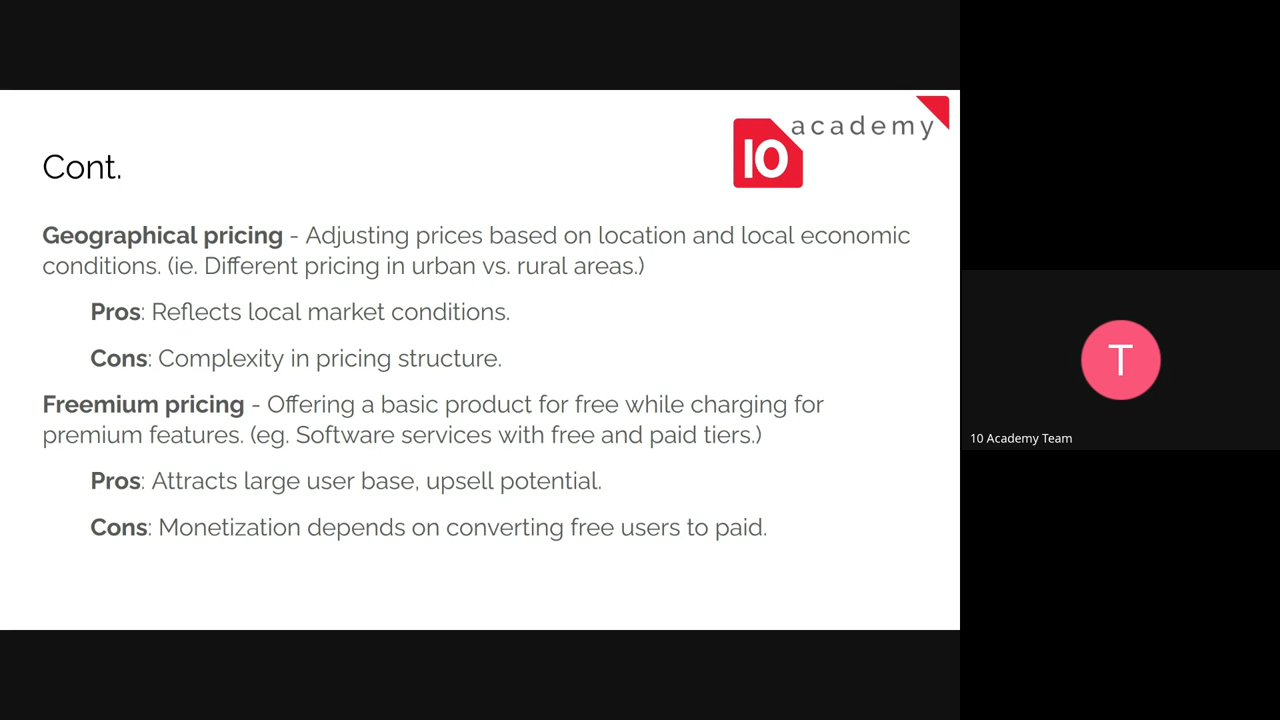 academy
10
Cont.
Geographical pricing - Adjusting prices based on location and local economic
conditions. (ie. Different pricing in urban vs. rural areas.)
Pros: Reflects local market conditions.
Cons: Complexity in pricing structure.
Freemium pricing - Offering a basic product for free while charging for
premium features. (eg. Software services with free and paid tiers.)
Pros: Attracts large user base, upsell potential.
Cons: Monetization depends on converting free users to paid.
T
10 Academy Team